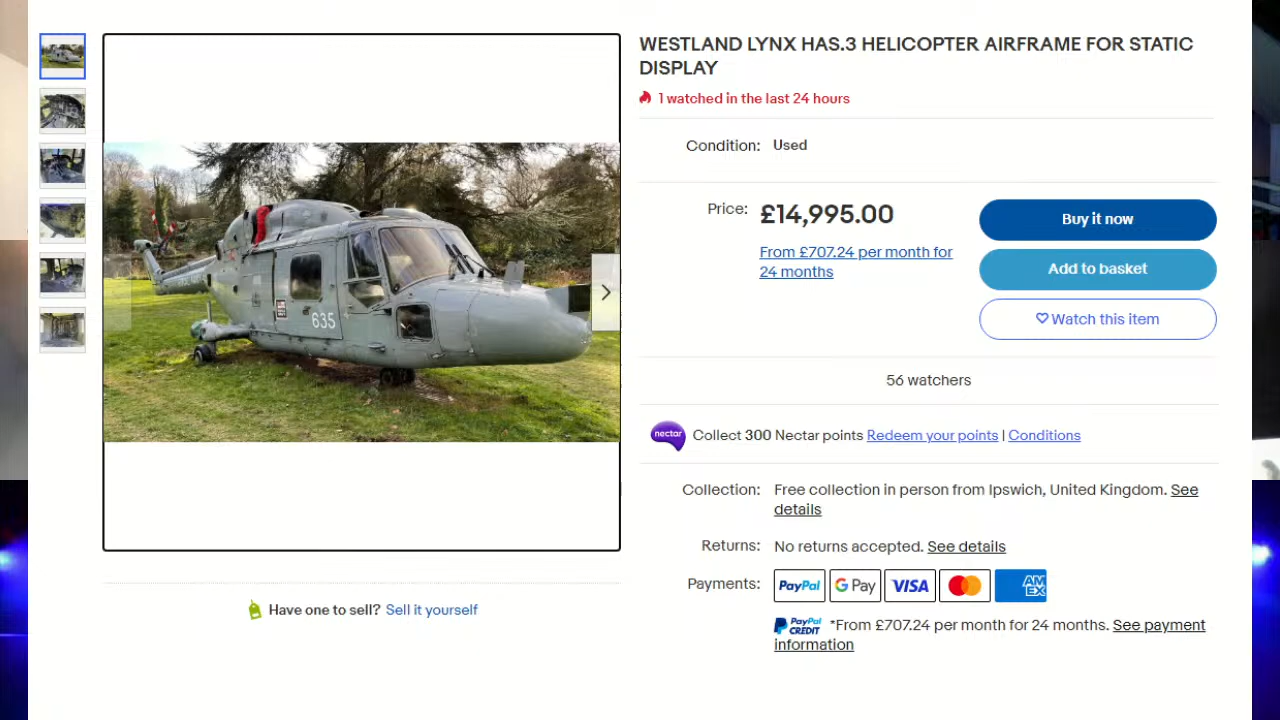 WESTLAND LYNX HAS.3 HELICOPTER AIRFRAME FOR STATIC
DISPLAY
1 watched in the last 24 hours
Condition: Used
Price: £14,995.00
From £707.24 per month for
24 months
Buy it now
Add to basket
Watch this item
635
56 watchers
nectar Collect 300 Nectar points Redeem your points | Conditions
Collection: Free collection in person from Ipswich, United Kingdom. See
details
Returns: No returns accepted. See details
Payments: PayPal G Pay VISA AM
EX
PayPal
CREDIT *From £707.24 per month for 24 months. See payment
information
Have one to sell? Sell it yourself